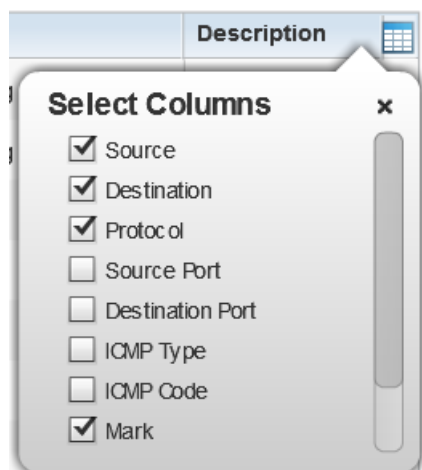 Description
Select Columns
Source
Destination
Protocol
Source Port
Destination Port
ICMP Type
ICMP Code
Mark